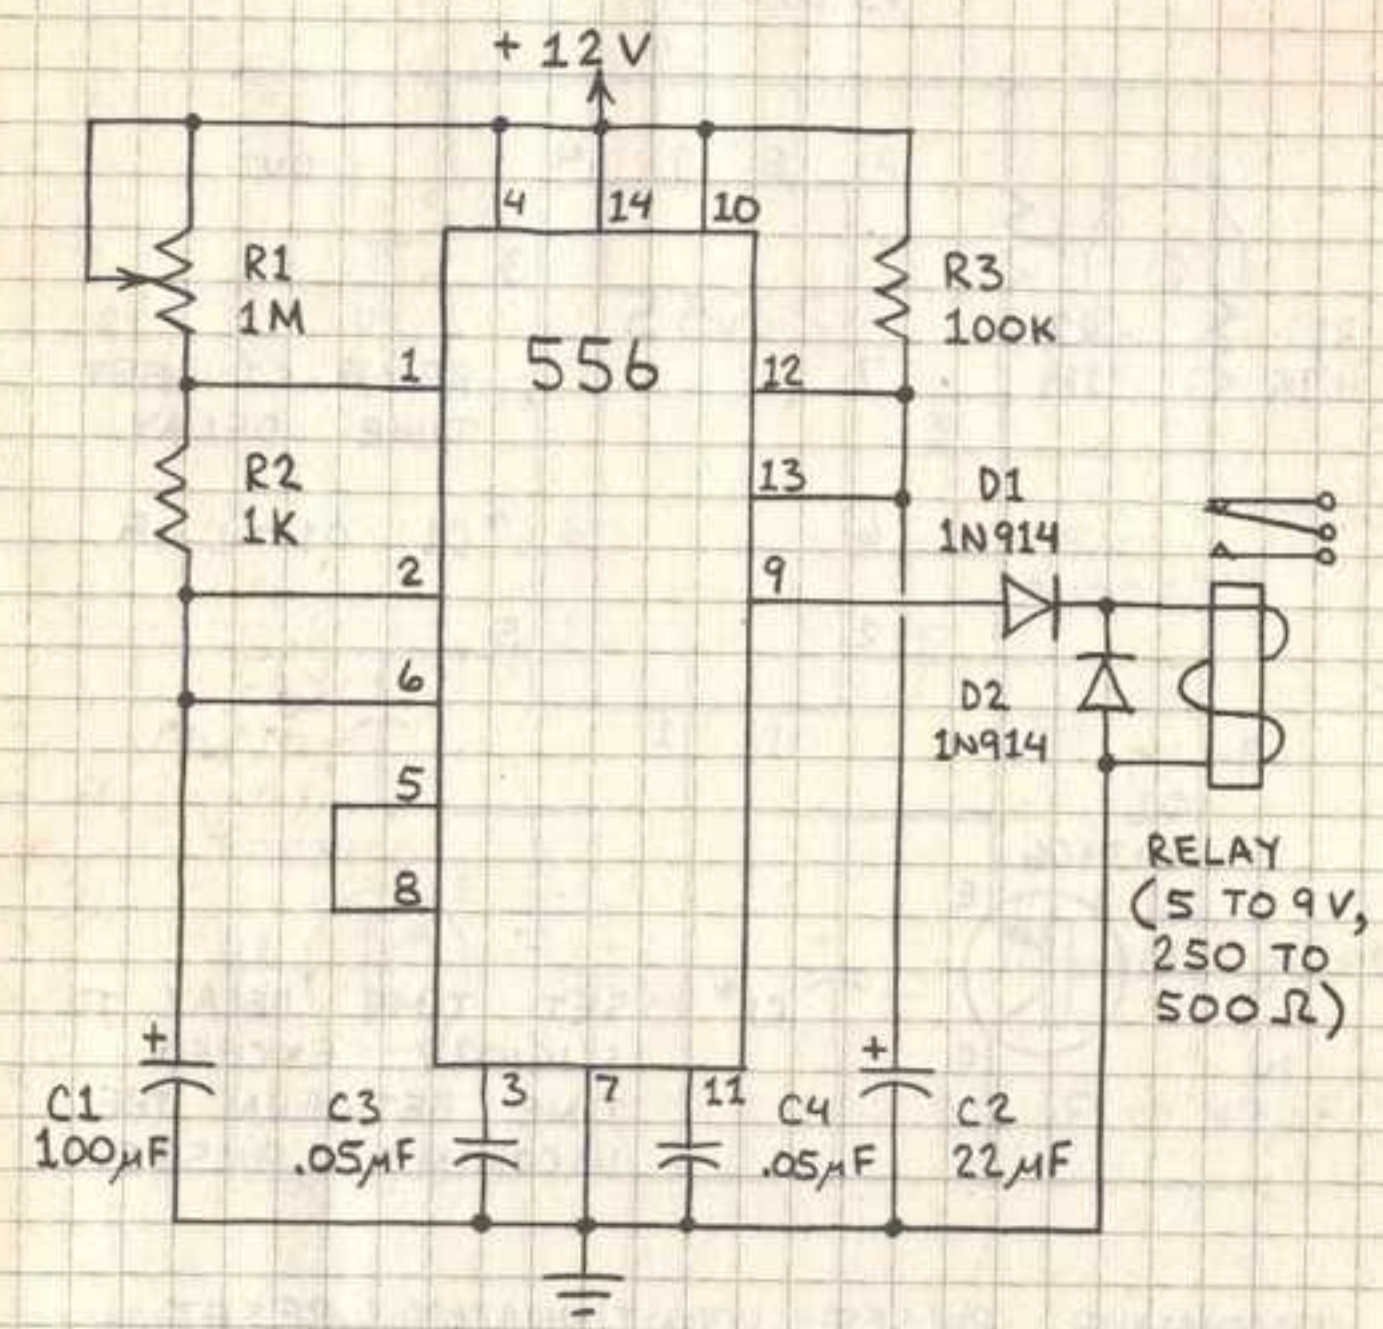 + 12 V
4 14 10
R1
1M
R3
100K
556
1
12
R2
1K
13
D1
1N914
2
9
6
D2
1N914
5
8
RELAY
(5 TO 9V,
250 TO
500Ω)
+
+
3 7 11
C1
100µF
C3
.05µF
C4
.05µF
C2
22µF